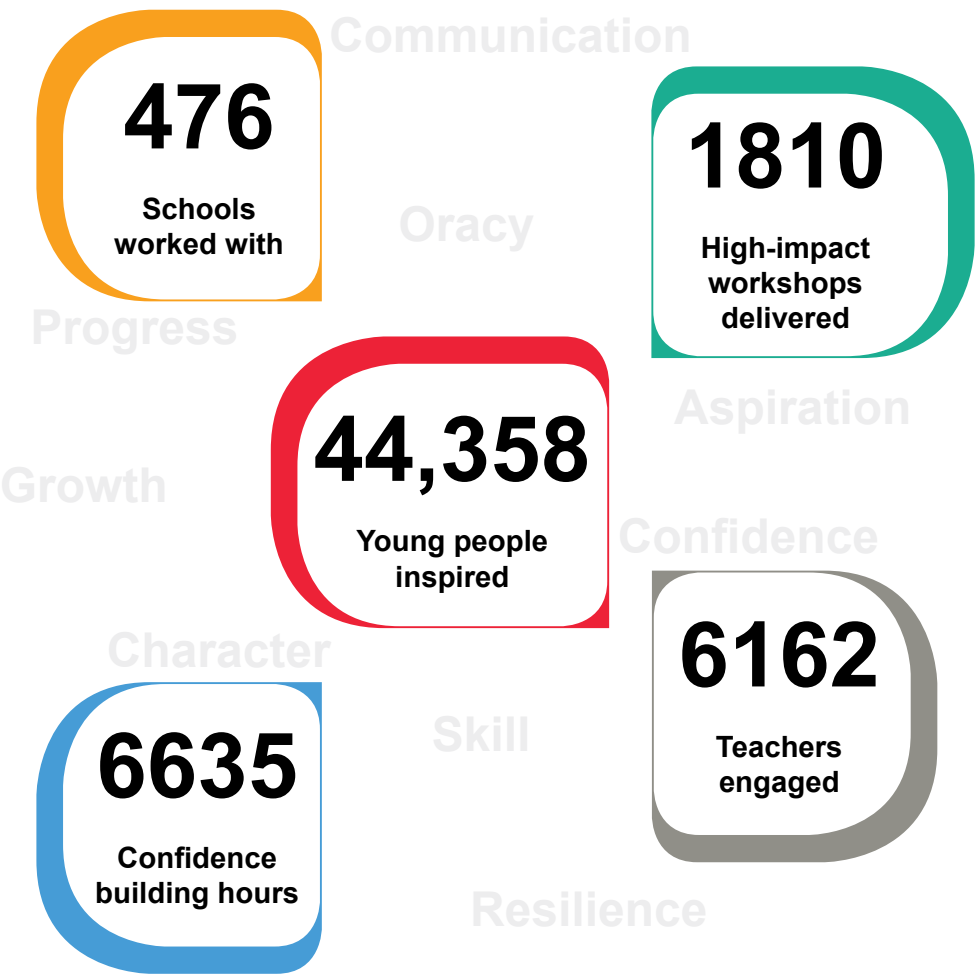 Communication
476
Schools
worked with
1810
High-impact
workshops
delivered
Oracy
Progress
Aspiration
44,358
Young people
inspired
Growth
Confidence
6162
Teachers
engaged
Character
Skill
6635
Confidence
building hours
Resilience